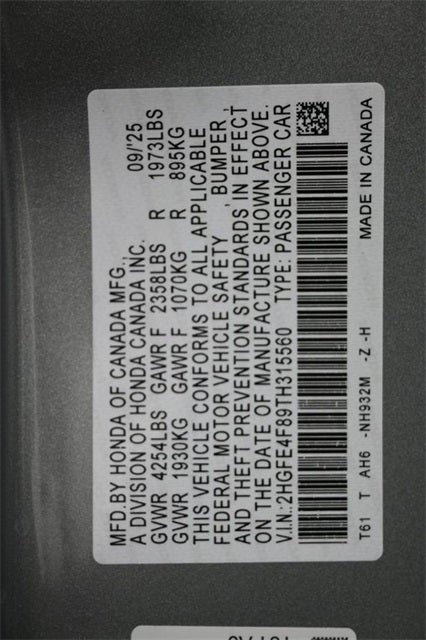 MFD.BY HONDA OF CANADA MFG., 09/'25
A DIVISION OF HONDA CANADA INC.
GVWR 4254LBS GAWR F 2358LBS R 1973LBS
GVWR 1930KG GAWR F 1070KG R 895KG
THIS VEHICLE CONFORMS TO ALL APPLICABLE
FEDERAL MOTOR VEHICLE SAFETY , BUMPER,
AND THEFT PREVENTION STANDARDS IN EFFECT
ON THE DATE OF MANUFACTURE SHOWN ABOVE.
V.I.N.:2HGFE4F89TH315560 TYPE: PASSENGER CAR
T61 T AH6 -NH932M -Z -H MADE IN CANADA